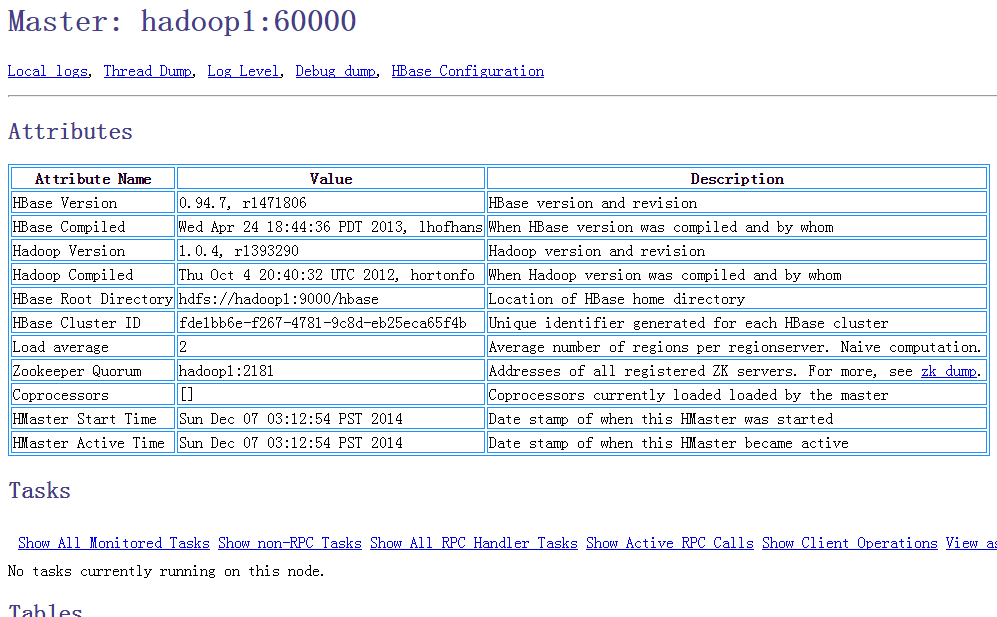 Master: hadoop1:60000
Local logs, Thread Dump, Log Level, Debug dump, HBase Configuration
Attributes
Attribute Name Value Description
HBase Version 0.94.7, r1471806 HBase version and revision
HBase Compiled Wed Apr 24 18:44:36 PDT 2013, lhofhans When HBase version was compiled and by whom
Hadoop Version 1.0.4, r1393290 Hadoop version and revision
Hadoop Compiled Thu Oct 4 20:40:32 UTC 2012, hortonfo When Hadoop version was compiled and by whom
HBase Root Directory hdfs://hadoop1:9000/hbase Location of HBase home directory
HBase Cluster ID fde1bb6e-f267-4781-9c8d-eb25eca65f4b Unique identifier generated for each HBase cluster
Load average 2 Average number of regions per regionserver. Naive computation.
Zookeeper Quorum hadoop1:2181 Addresses of all registered ZK servers. For more, see zk dump.
Coprocessors [] Coprocessors currently loaded loaded by the master
HMaster Start Time Sun Dec 07 03:12:54 PST 2014 Date stamp of when this HMaster was started
HMaster Active Time Sun Dec 07 03:12:54 PST 2014 Date stamp of when this HMaster became active
Tasks
Show All Monitored Tasks Show non-RPC Tasks Show All RPC Handler Tasks Show Active RPC Calls Show Client Operations View as
No tasks currently running on this node.
Tables